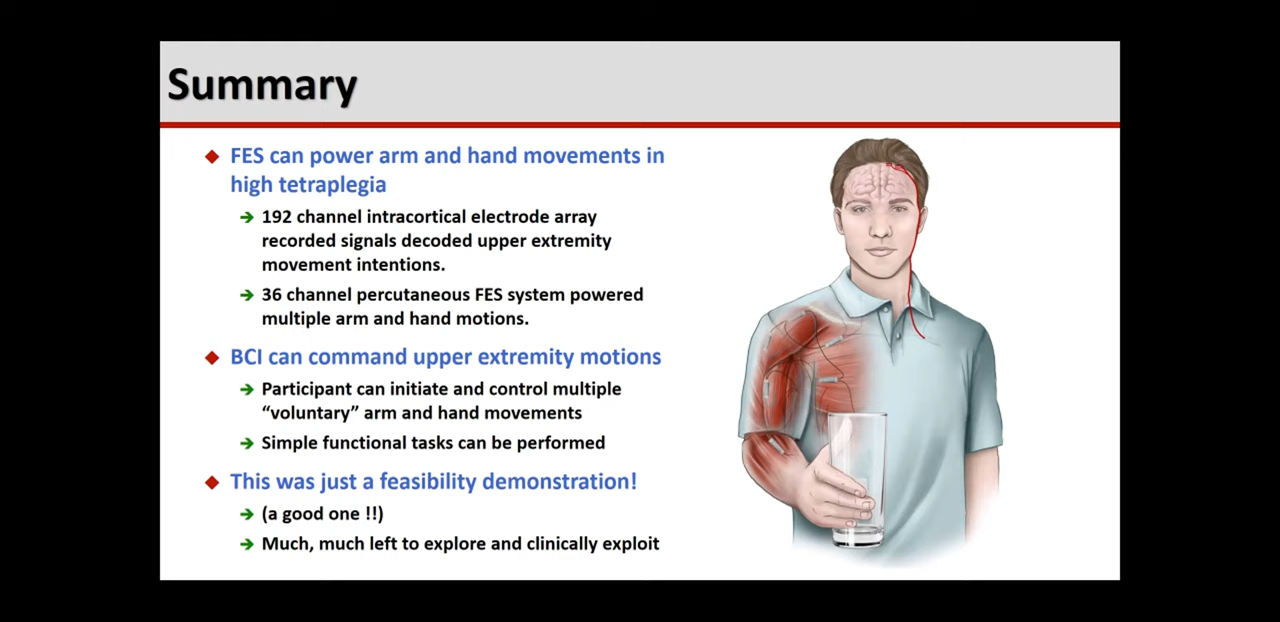 Summary
FES can power arm and hand movements in
high tetraplegia
192 channel intracortical electrode array
recorded signals decoded upper extremity
movement intentions.
36 channel percutaneous FES system powered
multiple arm and hand motions.
BCI can command upper extremity motions
Participant can initiate and control multiple
“voluntary” arm and hand movements
Simple functional tasks can be performed
This was just a feasibility demonstration!
(a good one !!)
Much, much left to explore and clinically exploit